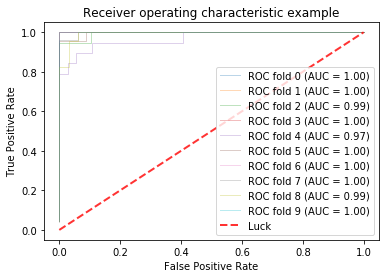 Receiver operating characteristic example
1.0
0.8
0.6
0.4
0.2
0.0
True Positive Rate
ROC fold 0 (AUC = 1.00)
ROC fold 1 (AUC = 1.00)
ROC fold 2 (AUC = 0.99)
ROC fold 3 (AUC = 1.00)
ROC fold 4 (AUC = 0.97)
ROC fold 5 (AUC = 1.00)
ROC fold 6 (AUC = 1.00)
ROC fold 7 (AUC = 1.00)
ROC fold 8 (AUC = 0.99)
ROC fold 9 (AUC = 1.00)
Luck
0.0 0.2 0.4 0.6 0.8 1.0
False Positive Rate